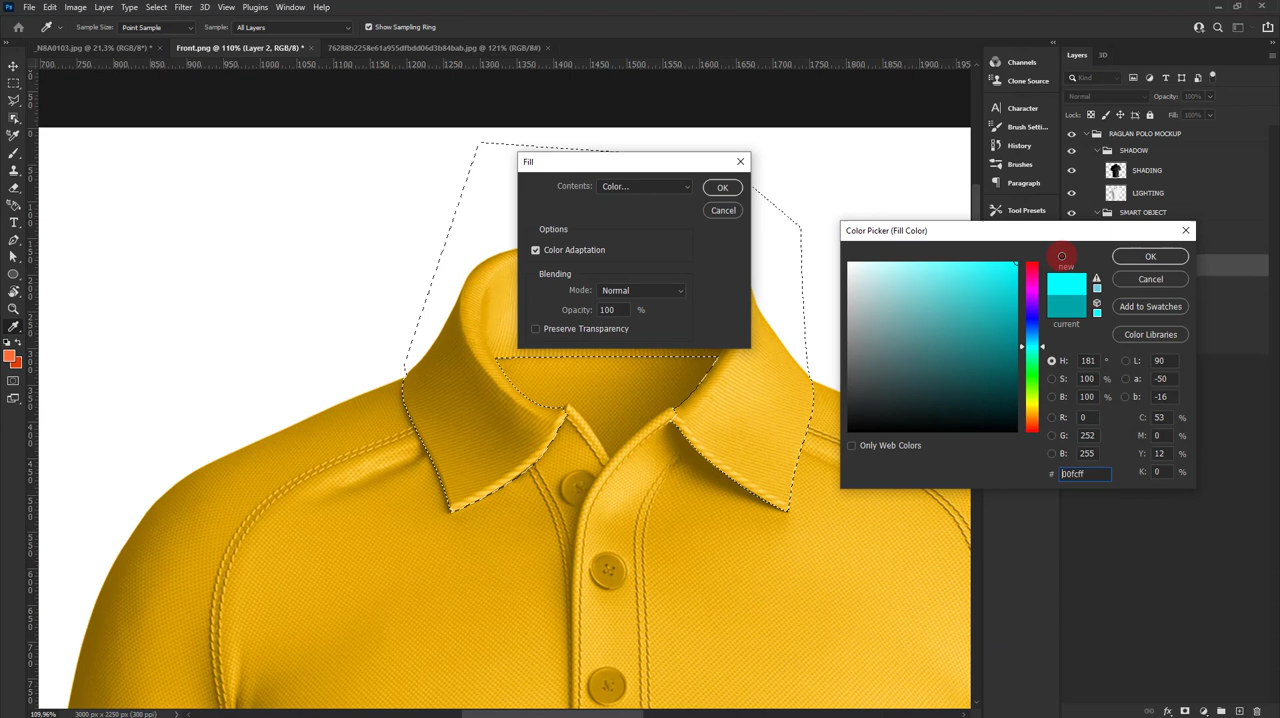 Ps File Edit Image Layer Type Select Filter 3D View Plugins Window Help
Sample Size: Point Sample Sample: All Layers Show Sampling Ring
_N8A0103.jpg @ 21,3% (RGB/8*) * × Front.png @ 110% (Layer 2, RGB/8) * × 76288b2258e61a955dfbdd06d3b84bab.jpg @ 121% (RGB/8#) ×
700 750 800 850 900 950 1000 1050 1100 1150 1200 1250 1300 1350 1400 1450 1500 1550 1600 1650 1700 1750 1800 1850 1900 195
Layers 3D
Channels
Clone Source
Character
Brush Setti...
History
Brushes
Paragraph
Tool Presets
Kind
Normal Opacity: 100%
Lock: Fill: 100%
RAGLAN POLO MOCKUP
SHADOW
SHADING
LIGHTING
SMART OBJECT
Fill
Contents: Color...
OK
Cancel
Options
Color Adaptation
Blending
Mode: Normal
Opacity: 100 %
Preserve Transparency
Color Picker (Fill Color)
new
current
OK
Cancel
Add to Swatches
Color Libraries
H: 181 ° L: 90
S: 100 % a: -50
B: 100 % b: -16
R: 0 C: 53 %
G: 252 M: 0 %
B: 255 Y: 12 %
# 00fcff K: 0 %
Only Web Colors
109,96% 3000 px x 2250 px (300 ppi)
fx